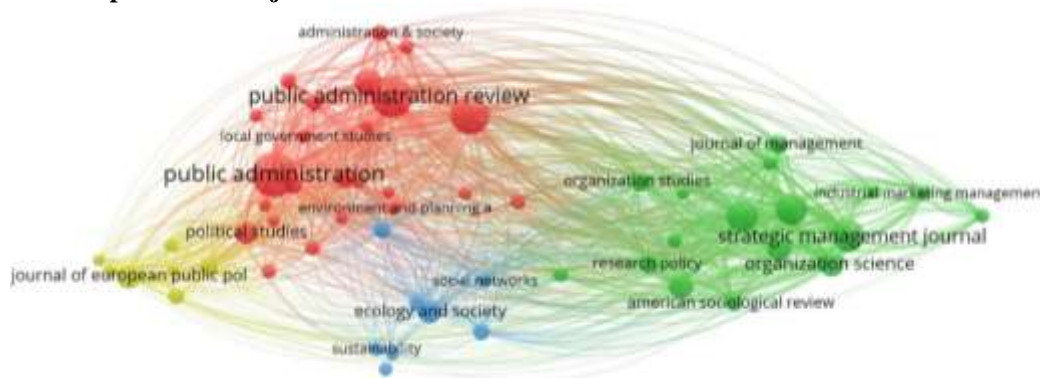 administration & society
public administration review
local government studies
public administration
environment and planning a
political studies
journal of european public pol
social networks
ecology and society
sustainability
journal of management
organization studies
industrial marketing managemen
strategic management journal
research policy
organization science
american sociological review